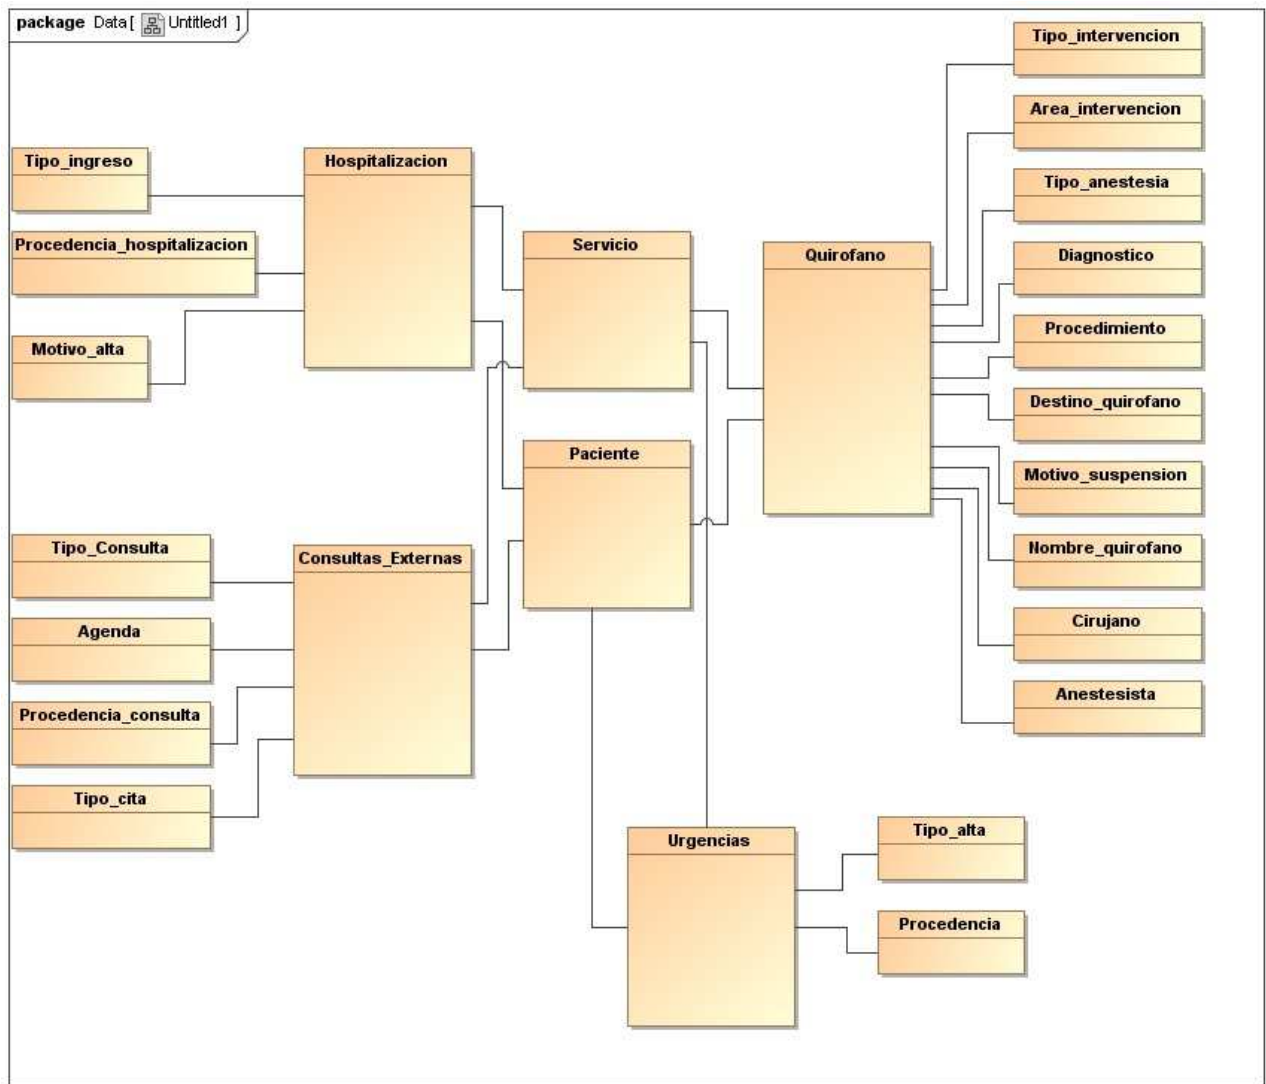 package Data [ Untitled1 ]
Tipo_intervencion
Area_intervencion
Tipo_ingreso
Hospitalizacion
Tipo_anestesia
Procedencia_hospitalizacion
Servicio
Quirofano
Diagnostico
Procedimiento
Motivo_alta
Destino_quirofano
Paciente
Motivo_suspension
Tipo_Consulta
Consultas_Externas
Nombre_quirofano
Agenda
Cirujano
Procedencia_consulta
Anestesista
Tipo_cita
Urgencias
Tipo_alta
Procedencia